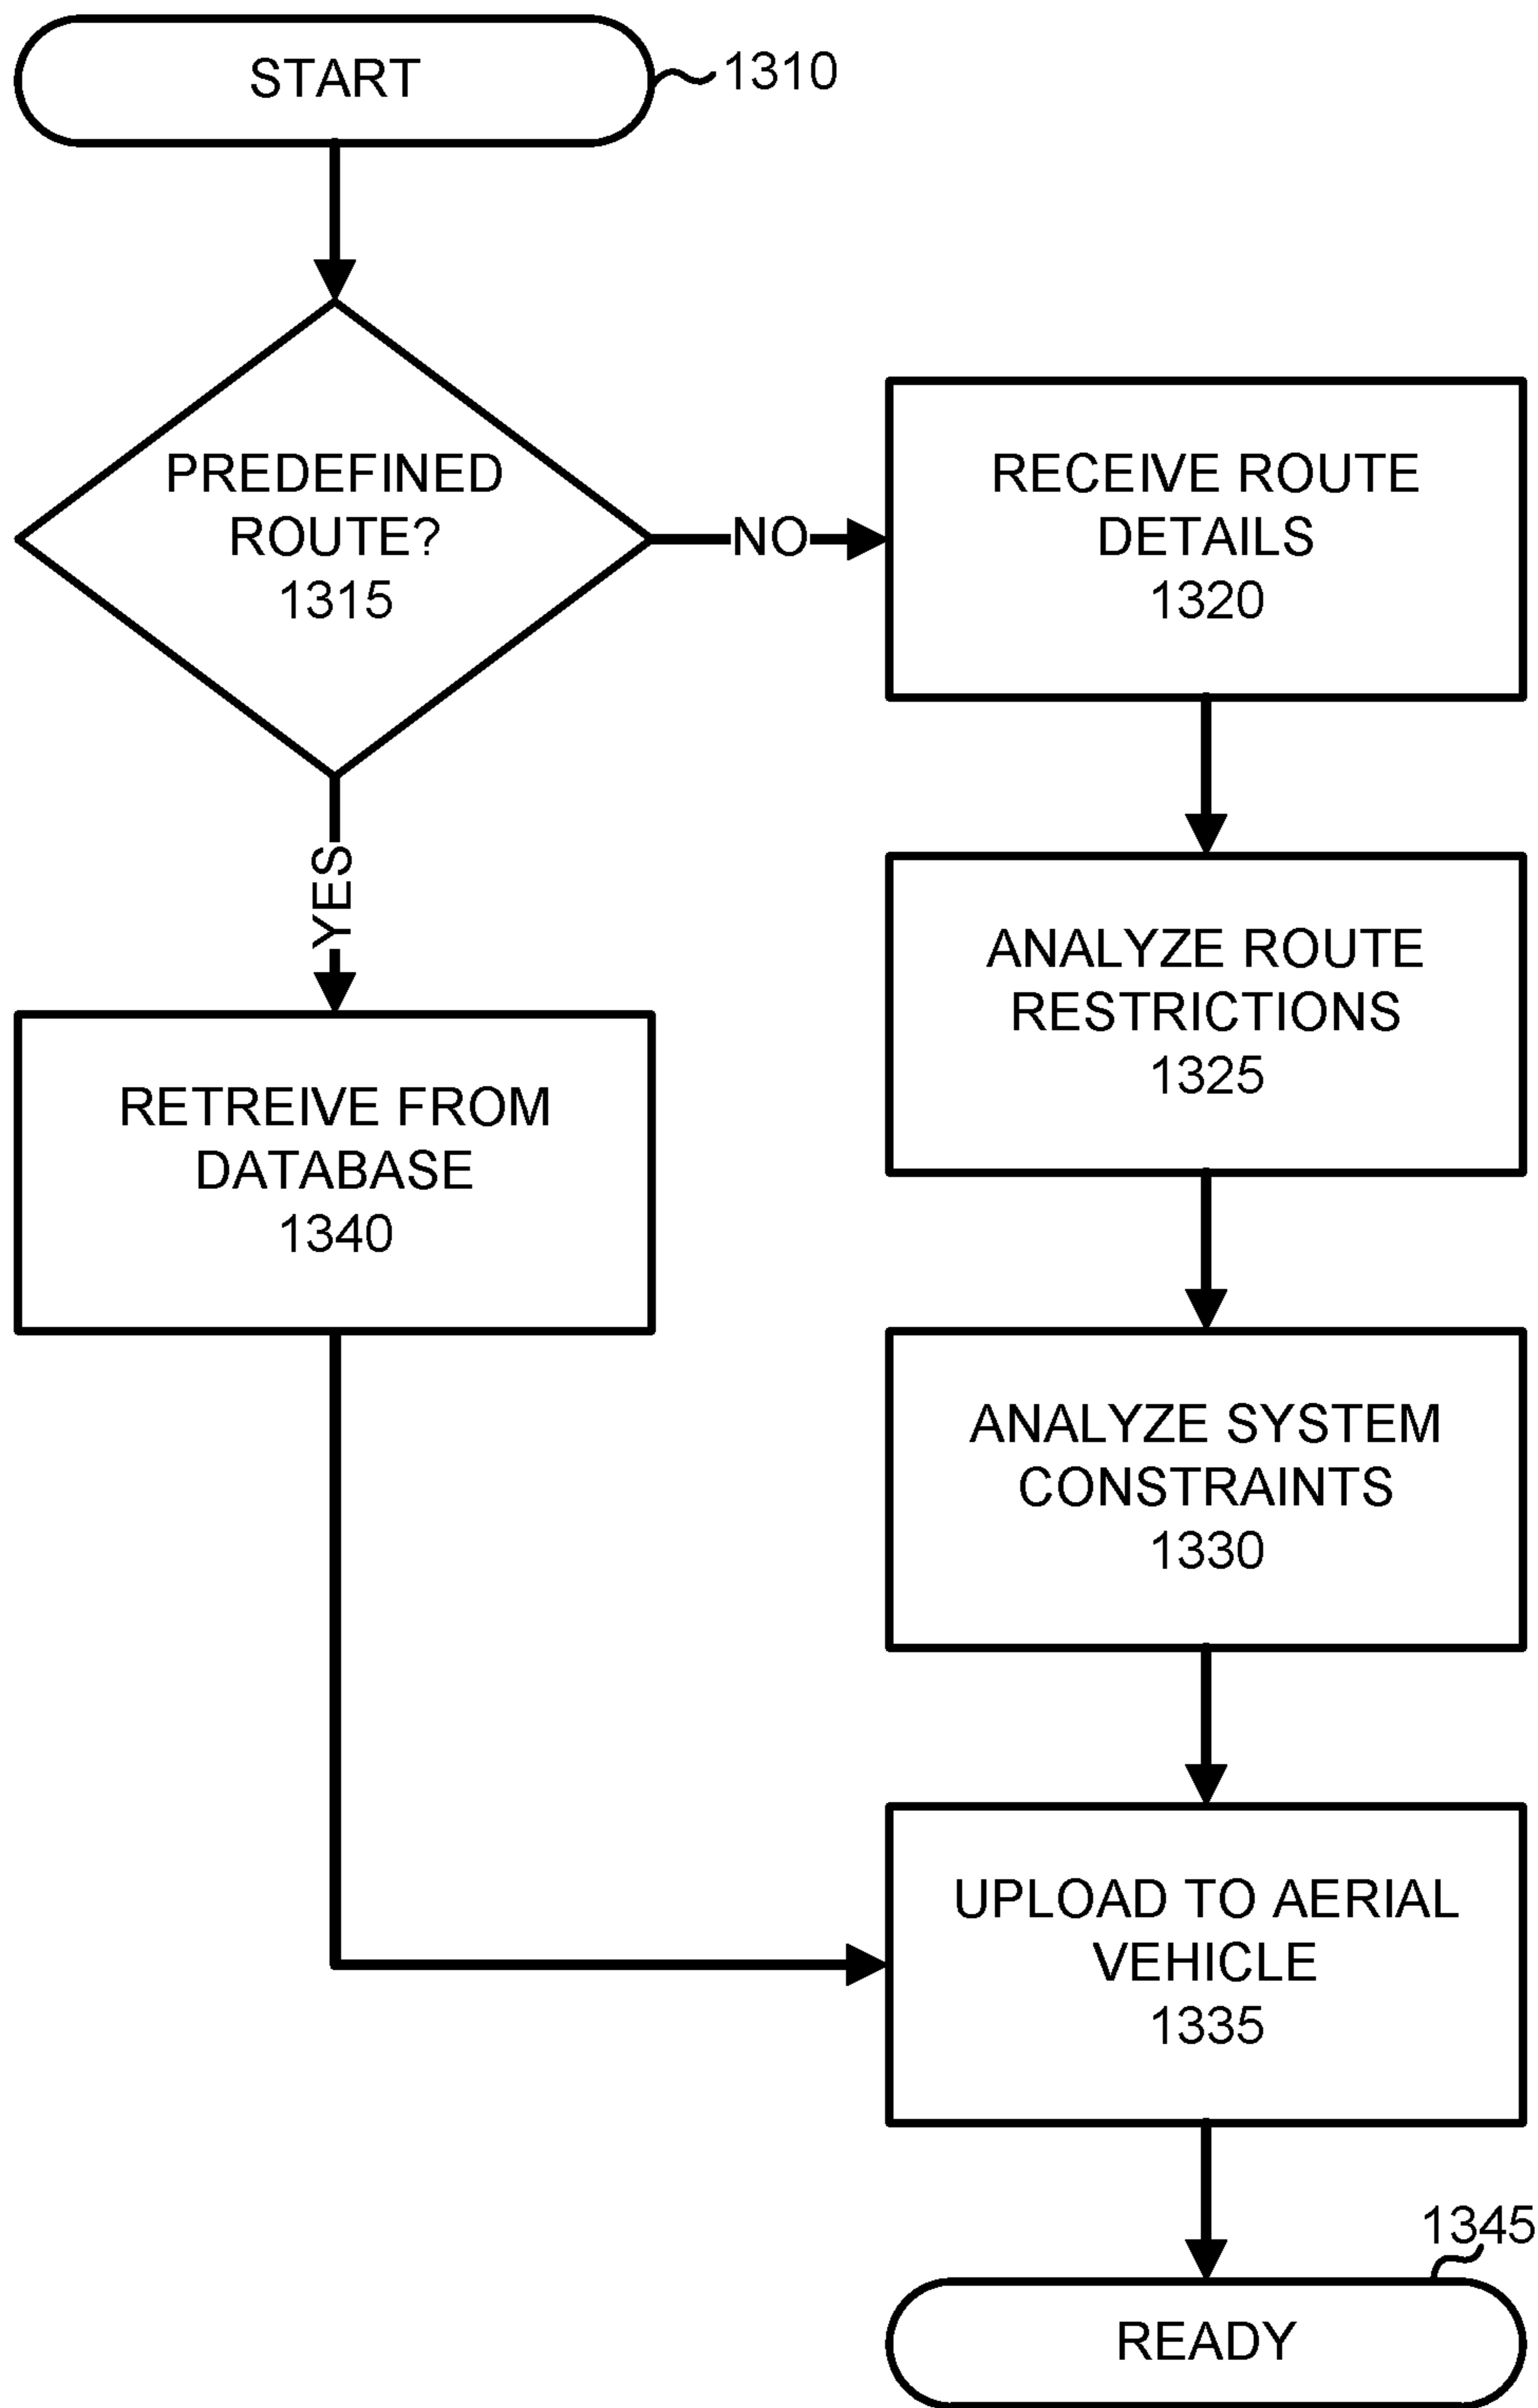 START
1310
PREDEFINED
ROUTE?
1315
NO
RECEIVE ROUTE
DETAILS
1320
YES
ANALYZE ROUTE
RESTRICTIONS
1325
RETREIVE FROM
DATABASE
1340
ANALYZE SYSTEM
CONSTRAINTS
1330
UPLOAD TO AERIAL
VEHICLE
1335
1345
READY